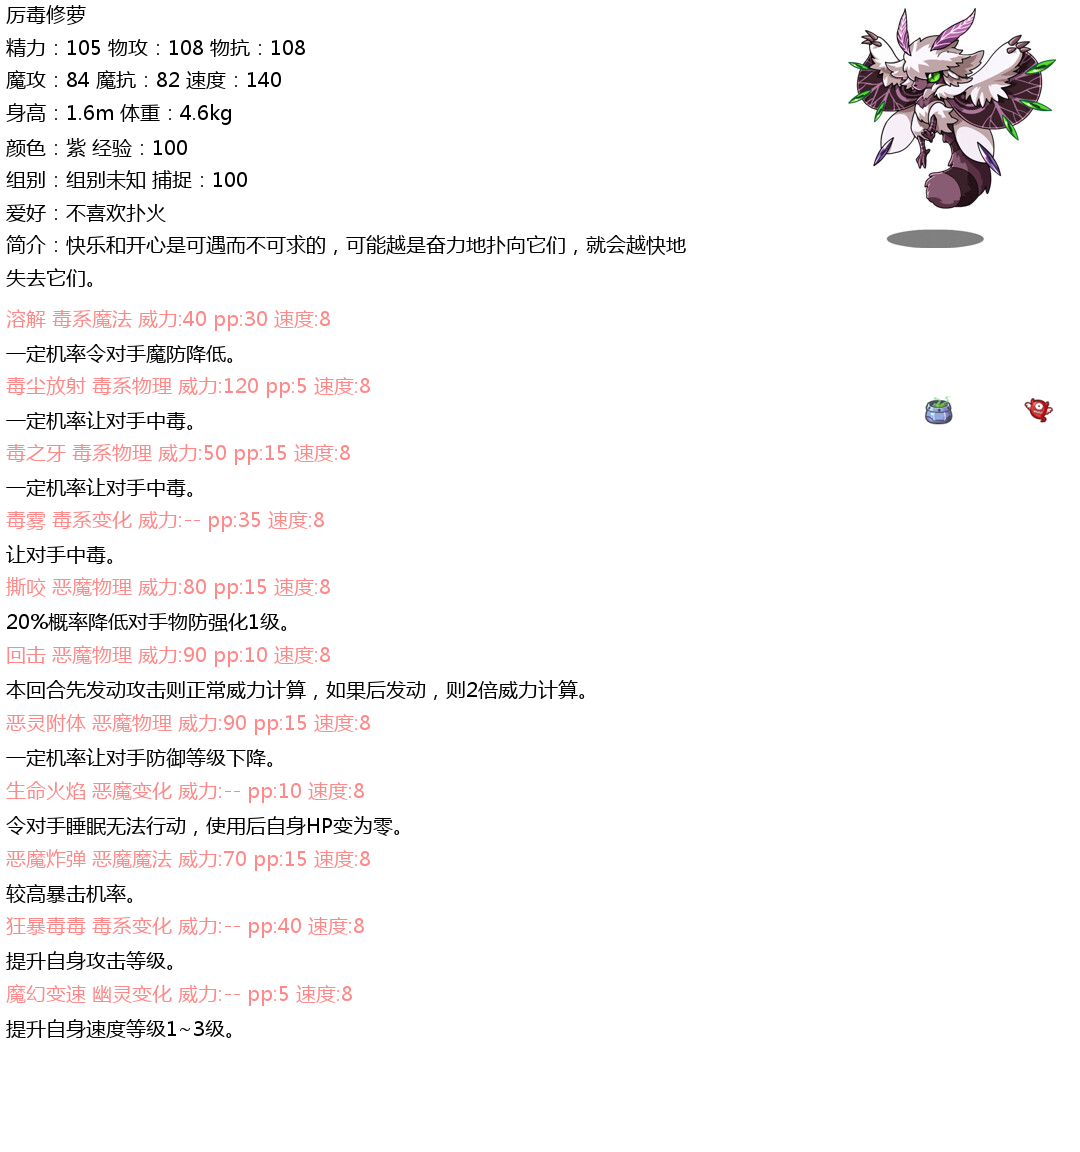 厉毒修萝
精力：105 物攻：108 物抗：108
魔攻：84 魔抗：82 速度：140
身高：1.6m 体重：4.6kg
颜色：紫 经验：100
组别：组别未知 捕捉：100
爱好：不喜欢扑火
简介：快乐和开心是可遇而不可求的，可能越是奋力地扑向它们，就会越快地
失去它们。
溶解 毒系魔法 威力:40 pp:30 速度:8
一定机率令对手魔防降低。
毒尘放射 毒系物理 威力:120 pp:5 速度:8
一定机率让对手中毒。
毒之牙 毒系物理 威力:50 pp:15 速度:8
一定机率让对手中毒。
毒雾 毒系变化 威力:-- pp:35 速度:8
让对手中毒。
撕咬 恶魔物理 威力:80 pp:15 速度:8
20%概率降低对手物防强化1级。
回击 恶魔物理 威力:90 pp:10 速度:8
本回合先发动攻击则正常威力计算，如果后发动，则2倍威力计算。
恶灵附体 恶魔物理 威力:90 pp:15 速度:8
一定机率让对手防御等级下降。
生命火焰 恶魔变化 威力:-- pp:10 速度:8
令对手睡眠无法行动，使用后自身HP变为零。
恶魔炸弹 恶魔魔法 威力:70 pp:15 速度:8
较高暴击机率。
狂暴毒毒 毒系变化 威力:-- pp:40 速度:8
提升自身攻击等级。
魔幻变速 幽灵变化 威力:-- pp:5 速度:8
提升自身速度等级1~3级。